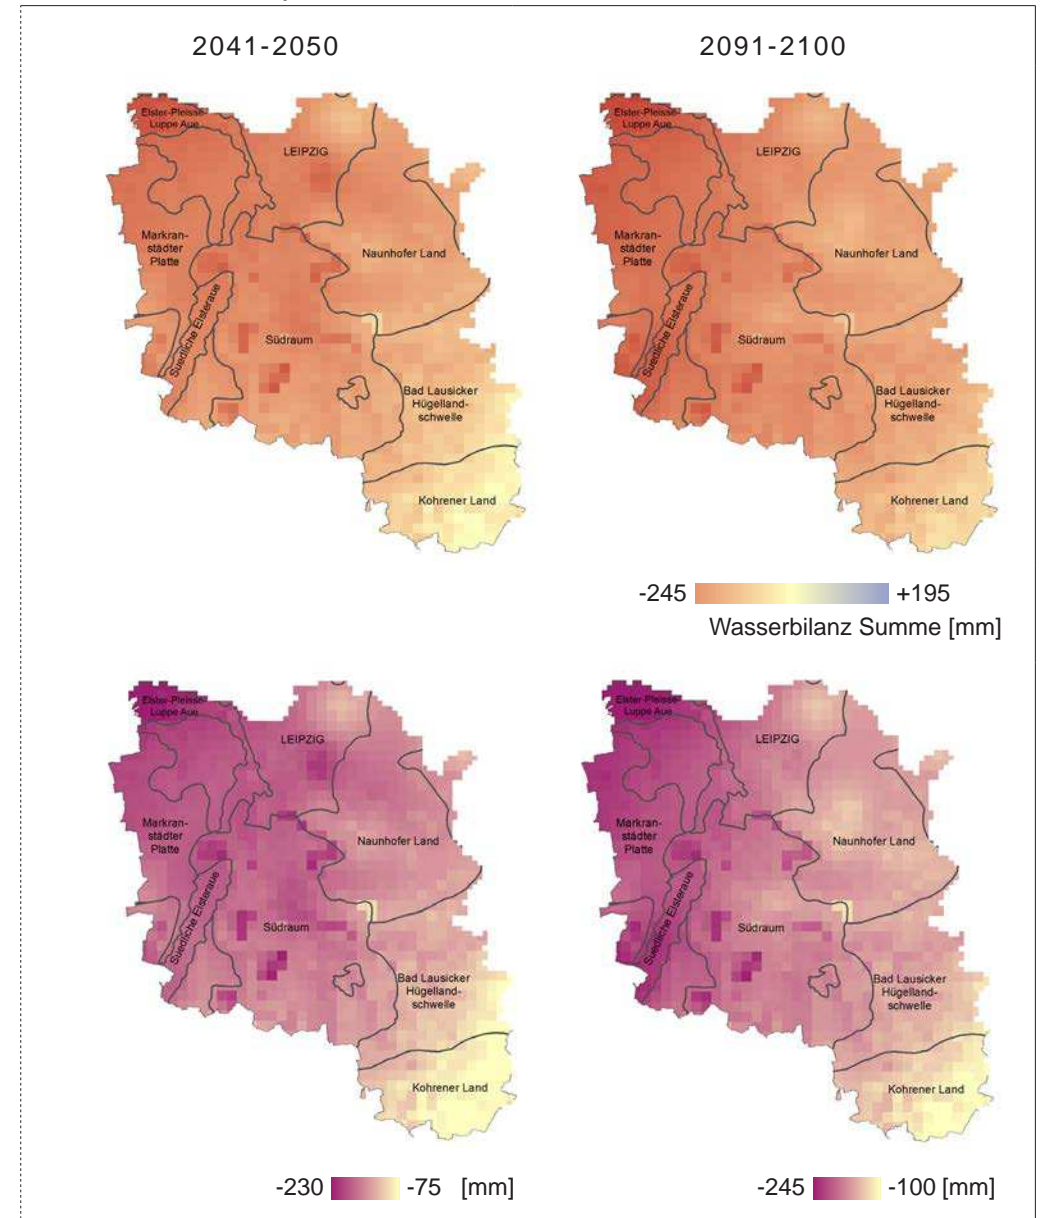 2041-2050
2091-2100
Elster-Pleisse-
Luppe Aue
LEIPZIG
Markran-
städter
Platte
Naunhofer Land
Suedliche Elsteraue
Südraum
Bad Lausicker
Hügelland-
schwelle
Kohrener Land
Elster-Pleisse-
Luppe Aue
LEIPZIG
Markran-
städter
Platte
Naunhofer Land
Suedliche Elsteraue
Südraum
Bad Lausicker
Hügelland-
schwelle
Kohrener Land
-245 +195
Wasserbilanz Summe [mm]
Elster-Pleisse-
Luppe Aue
LEIPZIG
Markran-
städter
Platte
Naunhofer Land
Suedliche Elsteraue
Südraum
Bad Lausicker
Hügelland-
schwelle
Kohrener Land
Elster-Pleisse-
Luppe Aue
LEIPZIG
Markran-
städter
Platte
Naunhofer Land
Suedliche Elsteraue
Südraum
Bad Lausicker
Hügelland-
schwelle
Kohrener Land
-230 -75 [mm]
-245 -100 [mm]